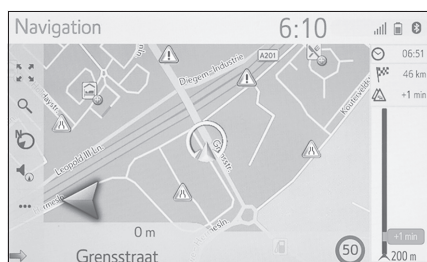 Navigation
6:10
A201
06:51
46 km
+1 min
Diegem's Industrie
Leopold III Ln.
Grensstr.
N
0 m
Grensstraat
50
+1 min
200 m